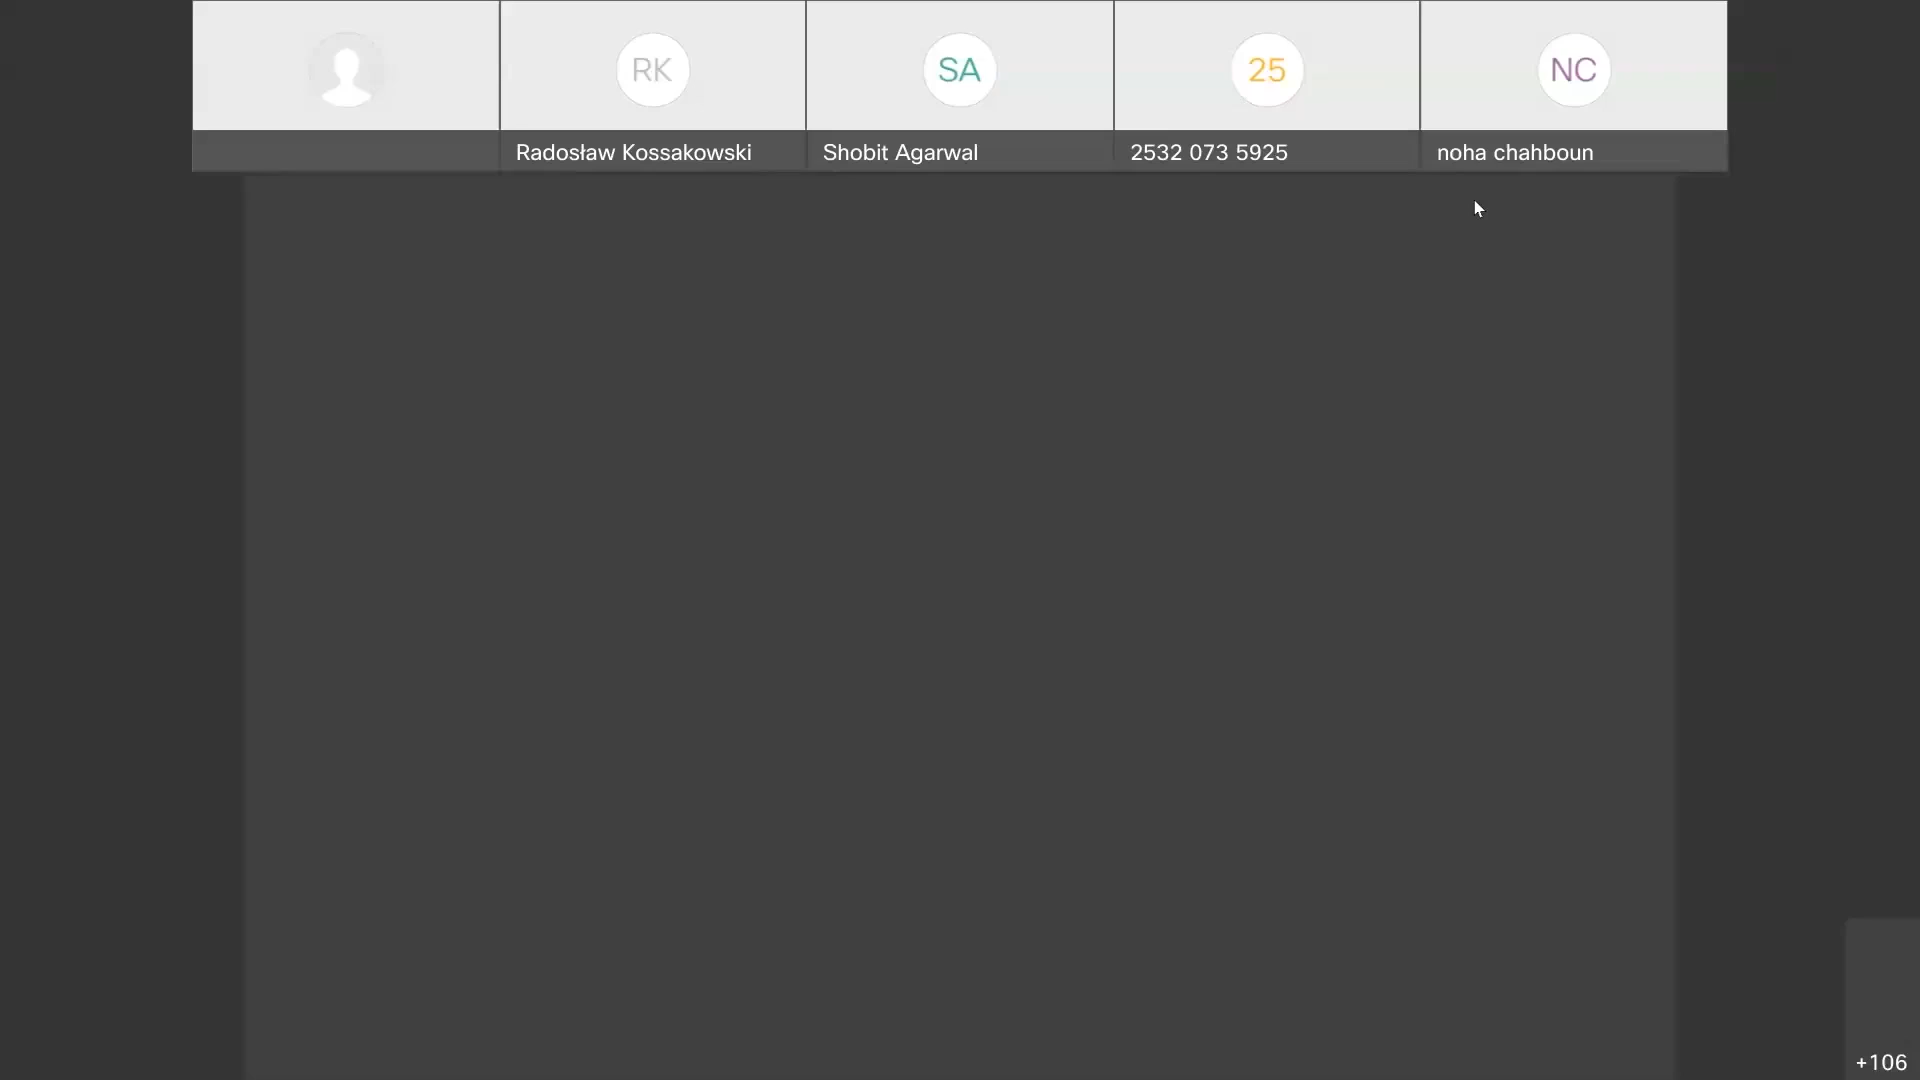 RK
SA
25
NC
Radosław Kossakowski
Shobit Agarwal
2532 073 5925
noha chahboun
+106